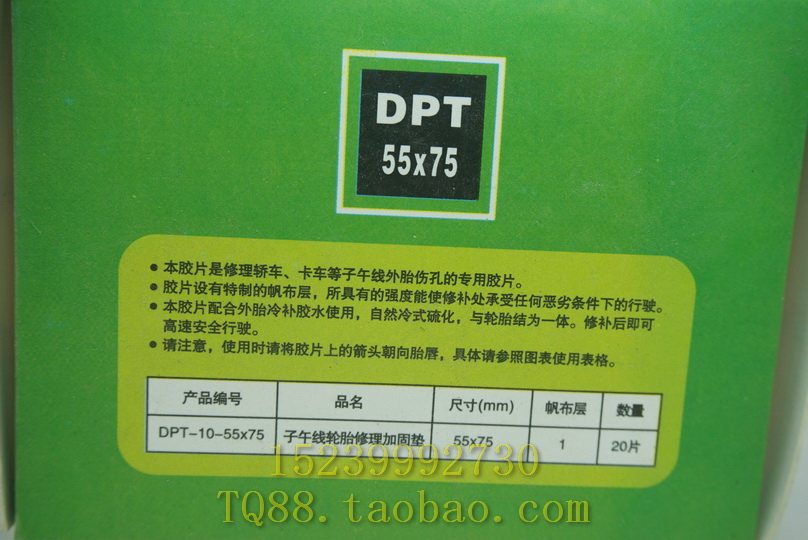 DPT
55x75
● 本胶片是修理轿车、卡车等子午线外胎伤孔的专用胶片。
● 胶片设有特制的帆布层，所具有的强度能使修补处承受任何恶劣条件下的行驶。
● 本胶片配合外胎冷补胶水使用，自然冷式硫化，与轮胎结为一体。修补后即可
高速安全行驶。
● 请注意，使用时请将胶片上的箭头朝向胎唇，具体请参照图表使用表格。
产品编号 品名 尺寸(mm) 帆布层 数量
DPT-10-55x75 子午线轮胎修理加固垫 55x75 1 20片
15239992730
TQ88.taobao.com